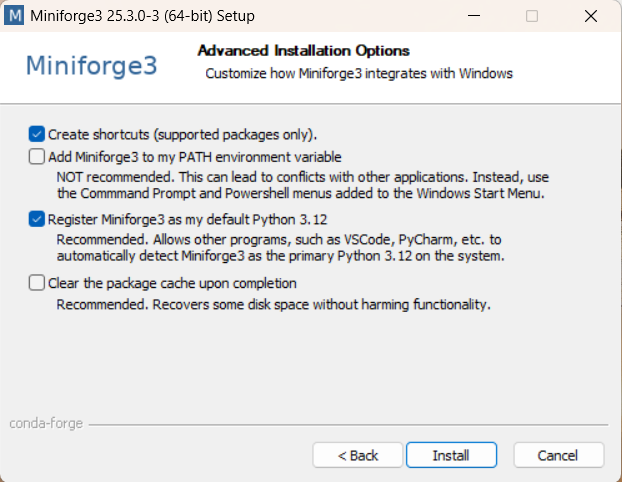 M Miniforge3 25.3.0-3 (64-bit) Setup
Miniforge3
Advanced Installation Options
Customize how Miniforge3 integrates with Windows
Create shortcuts (supported packages only).
Add Miniforge3 to my PATH environment variable
NOT recommended. This can lead to conflicts with other applications. Instead, use
the Commmand Prompt and Powershell menus added to the Windows Start Menu.
Register Miniforge3 as my default Python 3.12
Recommended. Allows other programs, such as VSCode, PyCharm, etc. to
automatically detect Miniforge3 as the primary Python 3.12 on the system.
Clear the package cache upon completion
Recommended. Recovers some disk space without harming functionality.
conda-forge
< Back
Install
Cancel